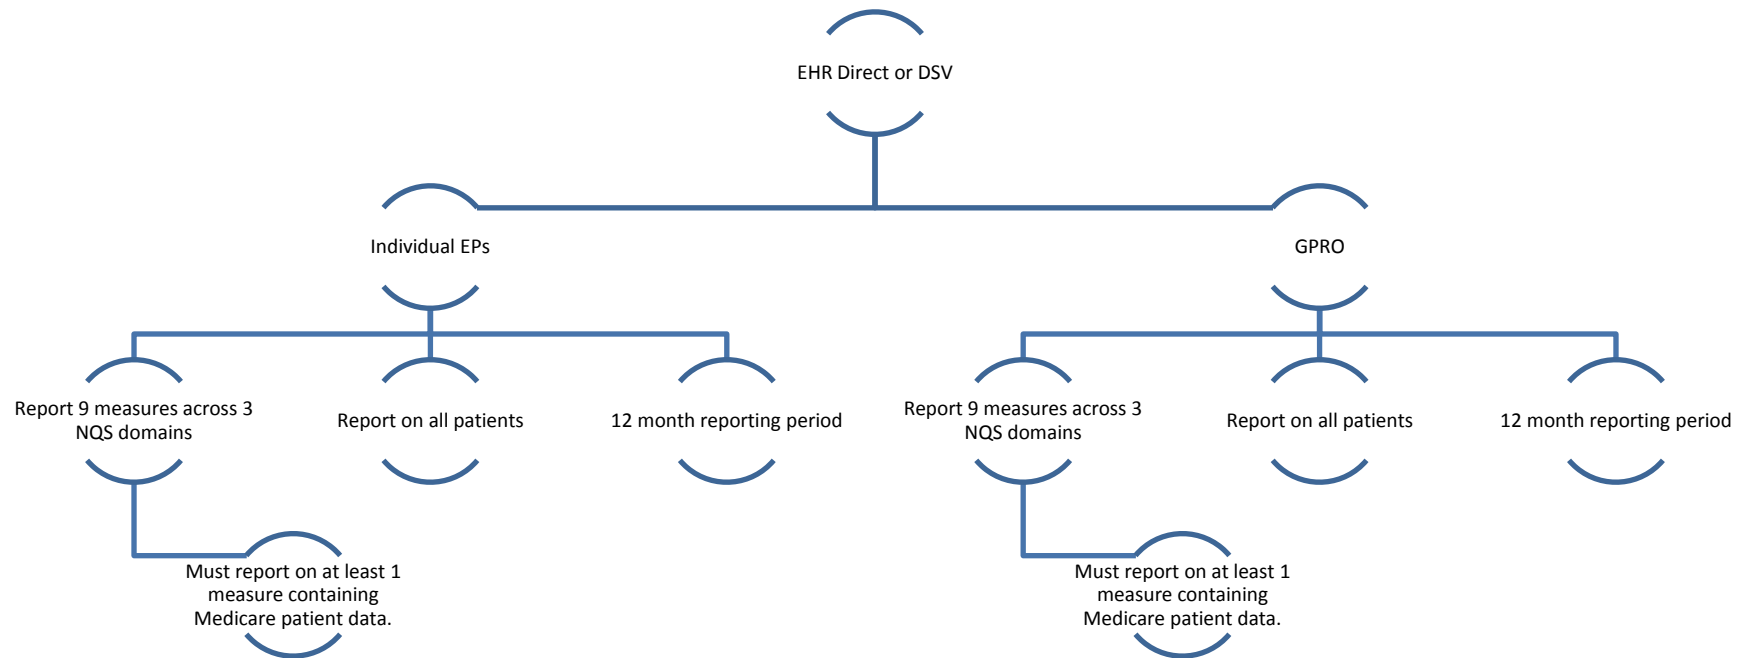 EHR Direct or DSV
Individual EPs
GPRO
Report 9 measures across 3
NQS domains
Report on all patients
12 month reporting period
Report 9 measures across 3
NQS domains
Report on all patients
12 month reporting period
Must report on at least 1
measure containing
Medicare patient data.
Must report on at least 1
measure containing
Medicare patient data.